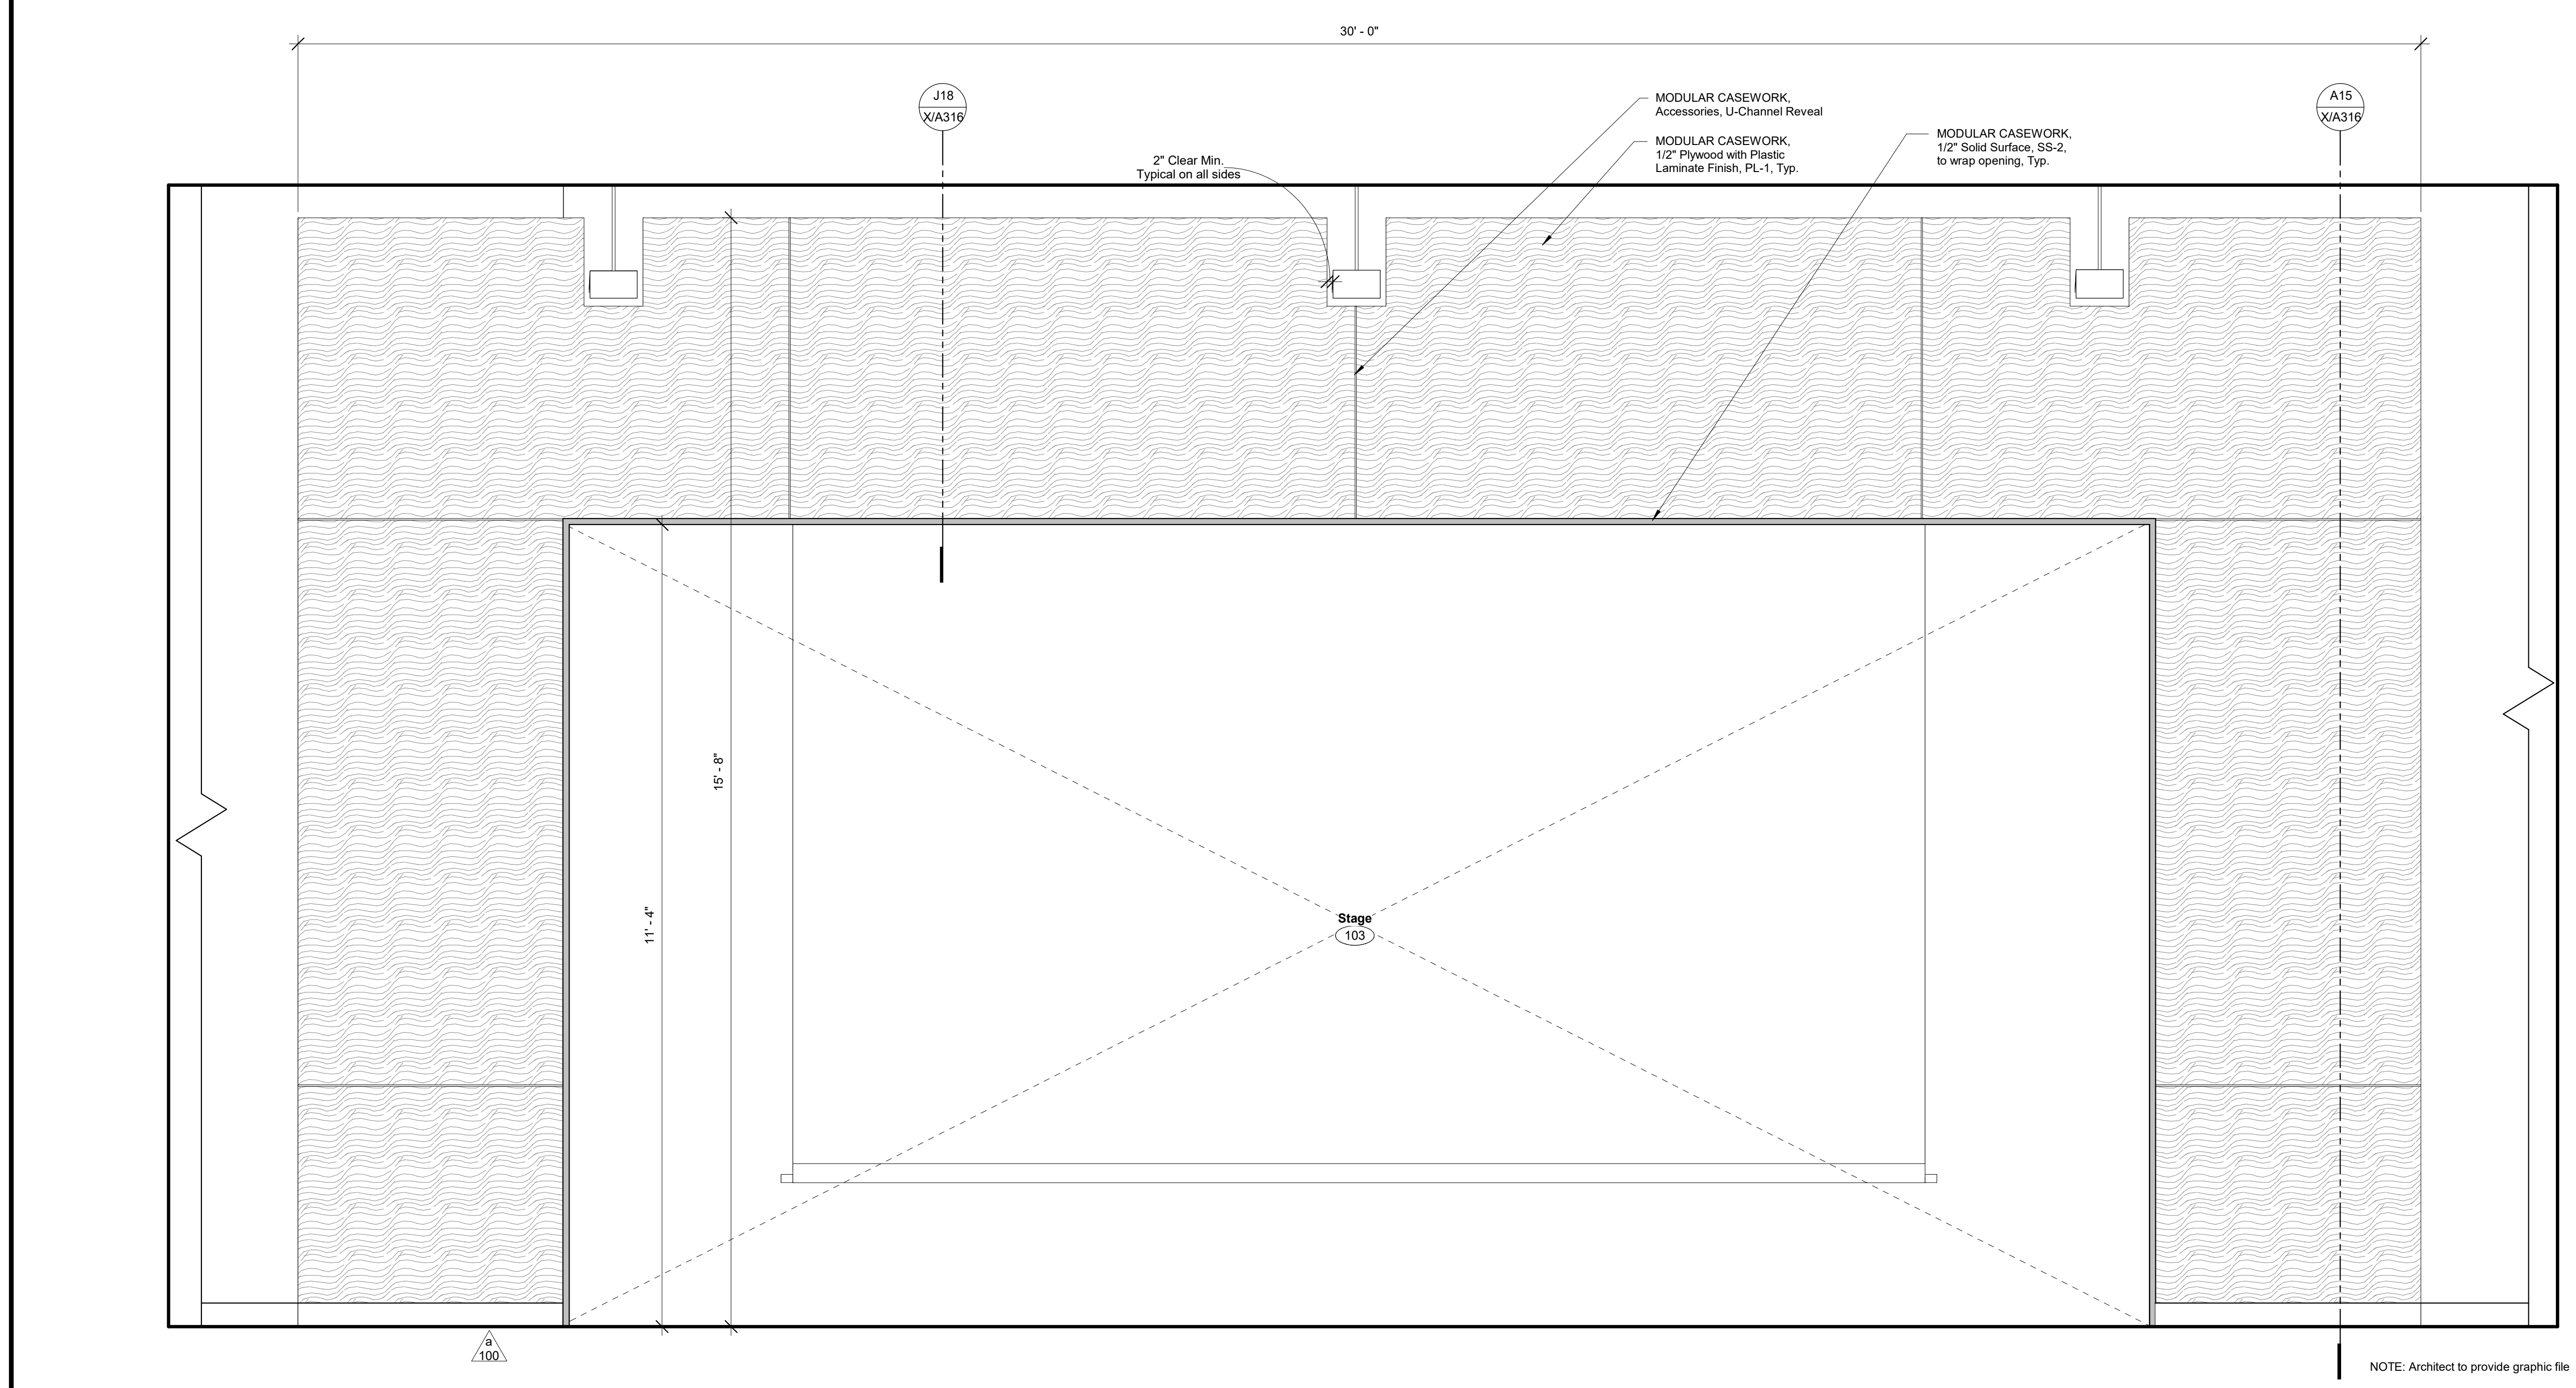 30' - 0"
J18
X/A316
MODULAR CASEWORK,
Accessories, U-Channel Reveal
A15
X/A316
MODULAR CASEWORK,
1/2" Plywood with Plastic
Laminate Finish, PL-1, Typ.
MODULAR CASEWORK,
1/2" Solid Surface, SS-2,
to wrap opening, Typ.
2" Clear Min.
Typical on all sides
15' - 8"
11' - 4"
Stage
103
a
100
NOTE: Architect to provide graphic file